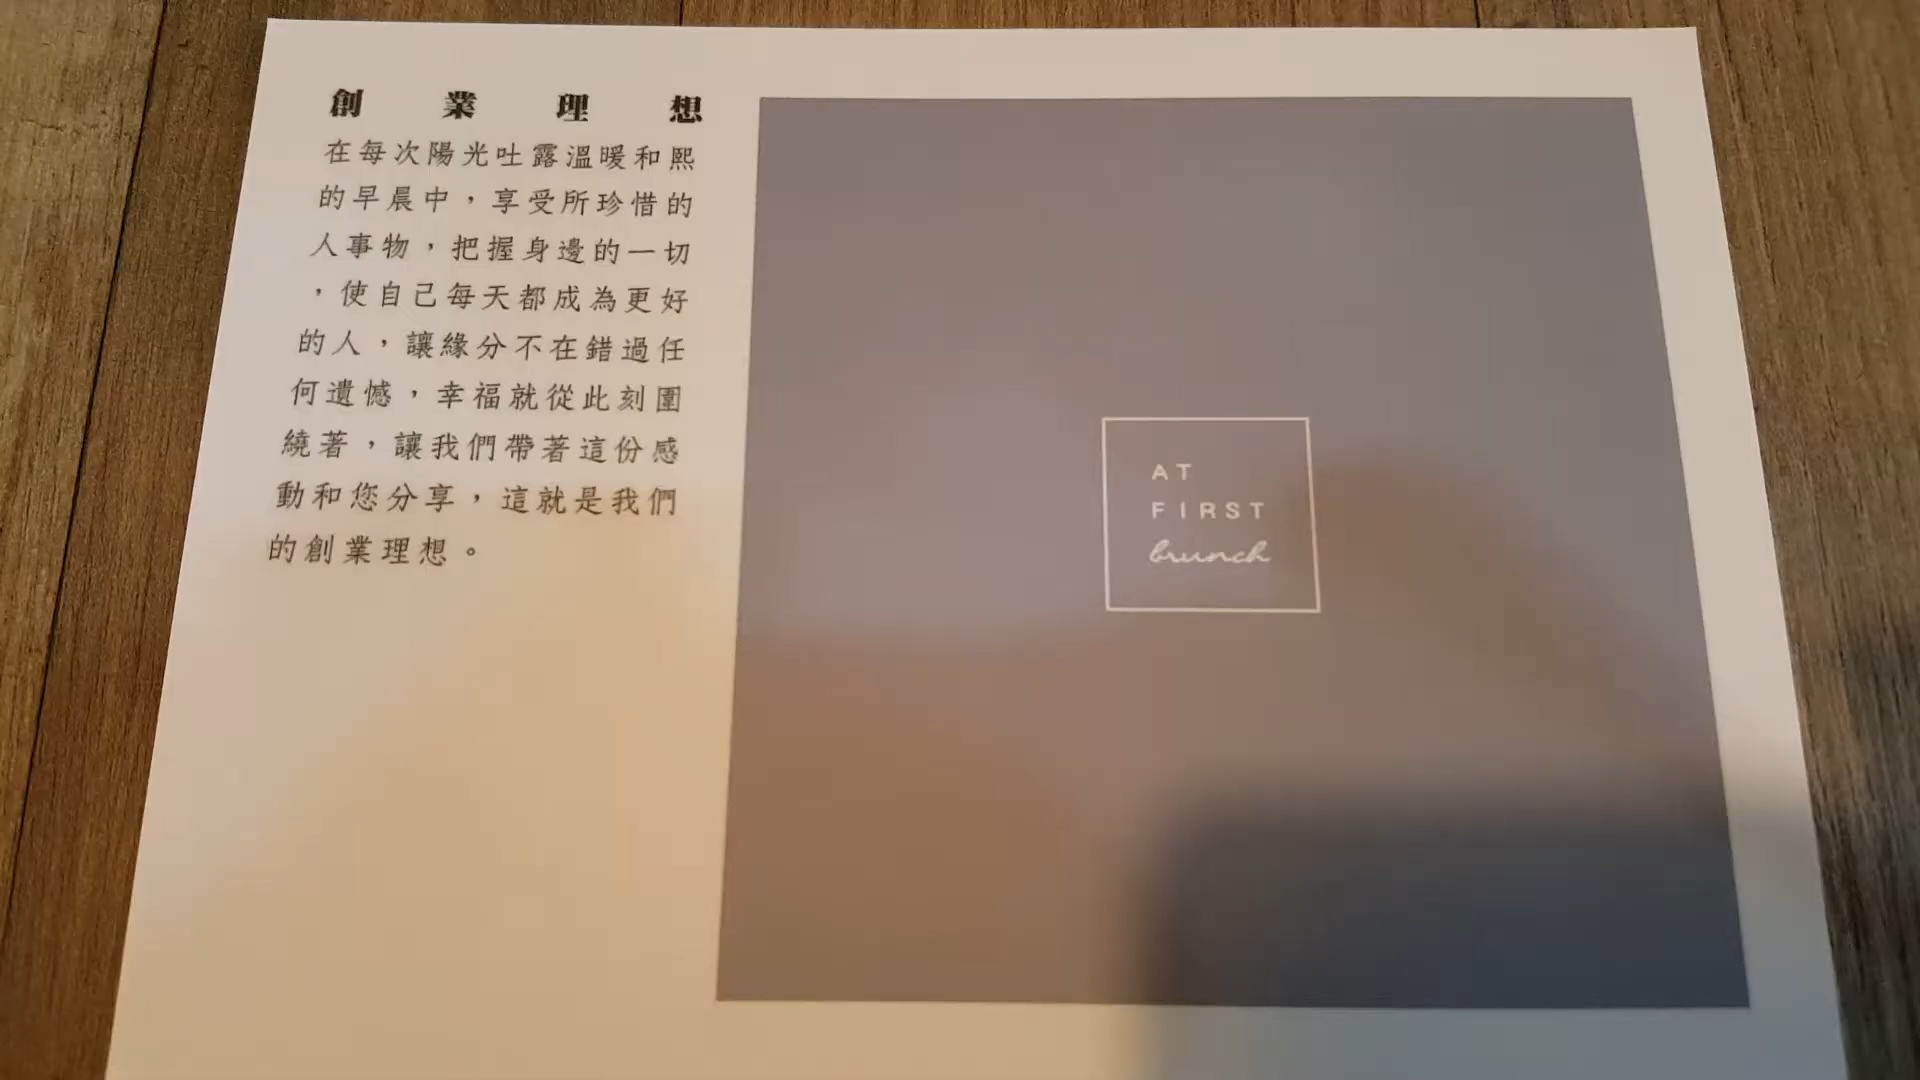 創業理想
在每次陽光吐露溫暖和熙
的早晨中，享受所珍惜的
人事物，把握身邊的一切
，使自己每天都成為更好
的人，讓緣分不在錯過任
何遺憾，幸福就從此刻圍
繞著，讓我們帶著這份感
動和您分享，這就是我們
的創業理想。
AT
FIRST
brunch